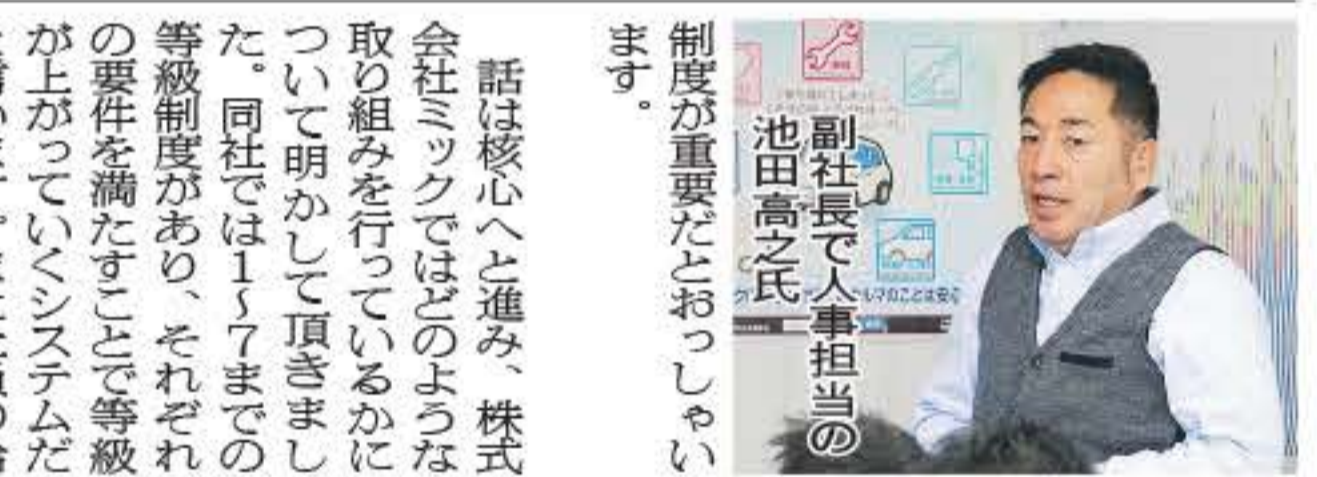 副社長で人事担当の
池田高之氏
制度が重要だとおっしゃい
ます。
話は核心へと進み、株式
会社ミックではどのような
取り組みを行っているかに
ついて明かして頂きまし
た。同社では1〜7までの
等級制度があり、それぞれ
の要件を満たすことで等級
が上がっていくシステムだ